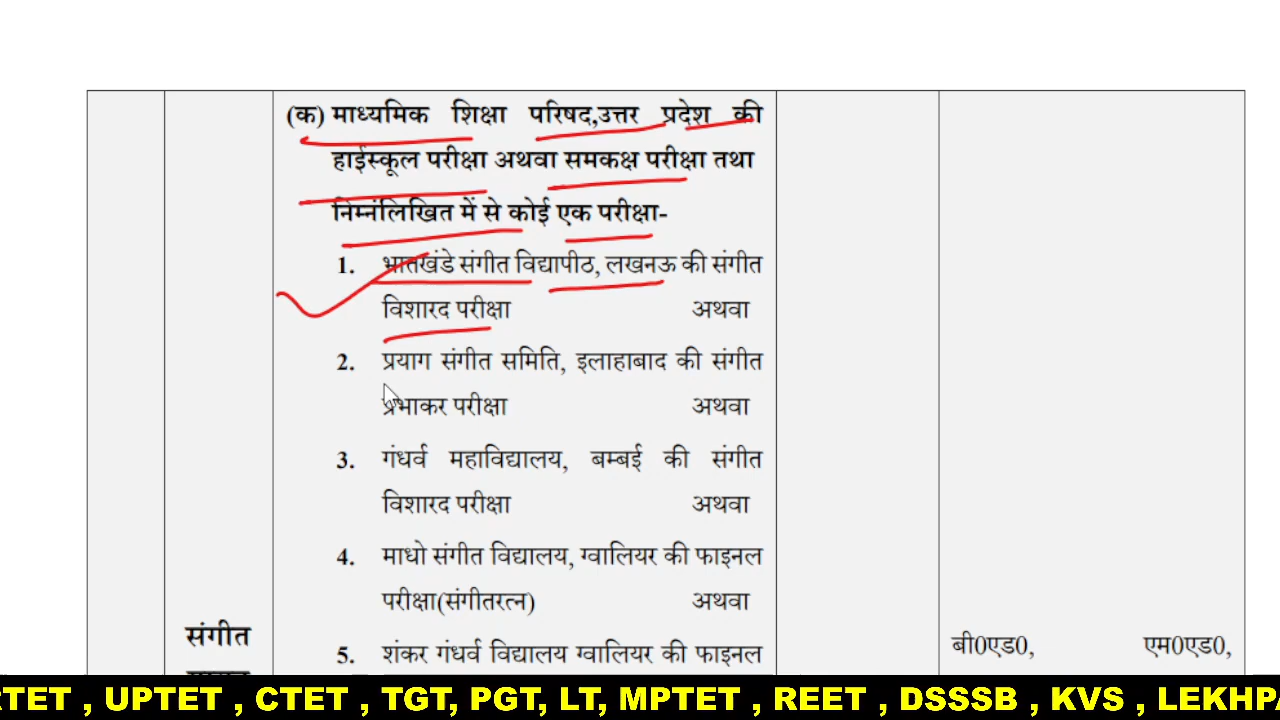 (क) माध्यमिक शिक्षा परिषद,उत्तर प्रदेश की
हाईस्कूल परीक्षा अथवा समकक्ष परीक्षा तथा
निम्नंलिखित में से कोई एक परीक्षा-
1. भातखंडे संगीत विद्यापीठ, लखनऊ की संगीत
विशारद परीक्षा अथवा
2. प्रयाग संगीत समिति, इलाहाबाद की संगीत
प्रभाकर परीक्षा अथवा
3. गंधर्व महाविद्यालय, बम्बई की संगीत
विशारद परीक्षा अथवा
4. माधो संगीत विद्यालय, ग्वालियर की फाइनल
परीक्षा(संगीतरत्न) अथवा
5. शंकर गंधर्व विद्यालय ग्वालियर की फाइनल
संगीत
बी0एड0, एम0एड0,
TET , UPTET , CTET , TGT, PGT, LT, MPTET , REET , DSSSB , KVS , LEKHPA